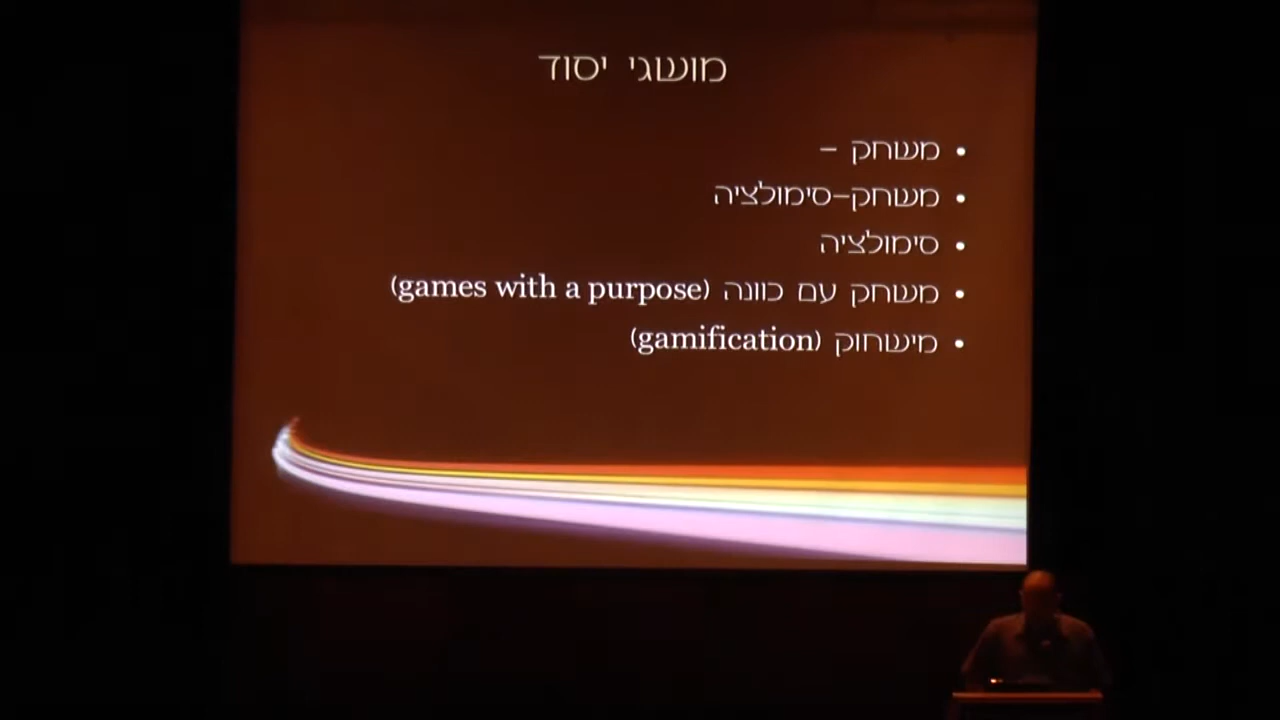 מושגי יסוד
• משחק –
• משחק-סימולציה
• סימולציה
• משחק עם כוונה (games with a purpose)
• מישחוק (gamification)